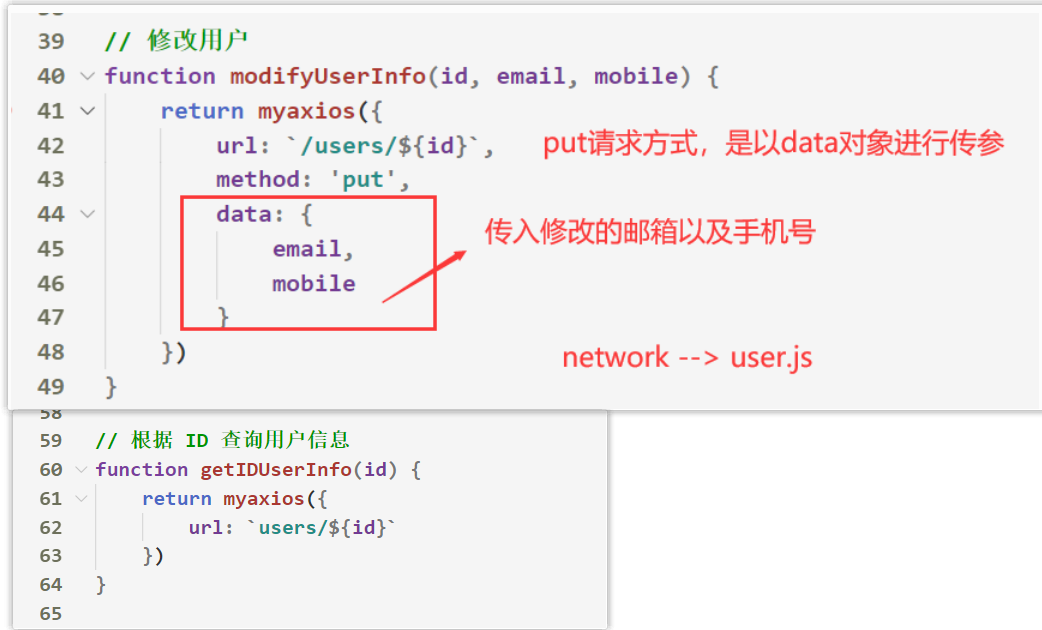 39 // 修改用户
40 function modifyUserInfo(id, email, mobile) {
41 return myaxios({
42 url: `/users/${id}`, put请求方式，是以data对象进行传参
43 method: 'put',
44 data: {
45 email, 传入修改的邮箱以及手机号
46 mobile
47 }
48 }) network --> user.js
49 }
58
59 // 根据 ID 查询用户信息
60 function getIDUserInfo(id) {
61 return myaxios({
62 url: `users/${id}`
63 })
64 }
65